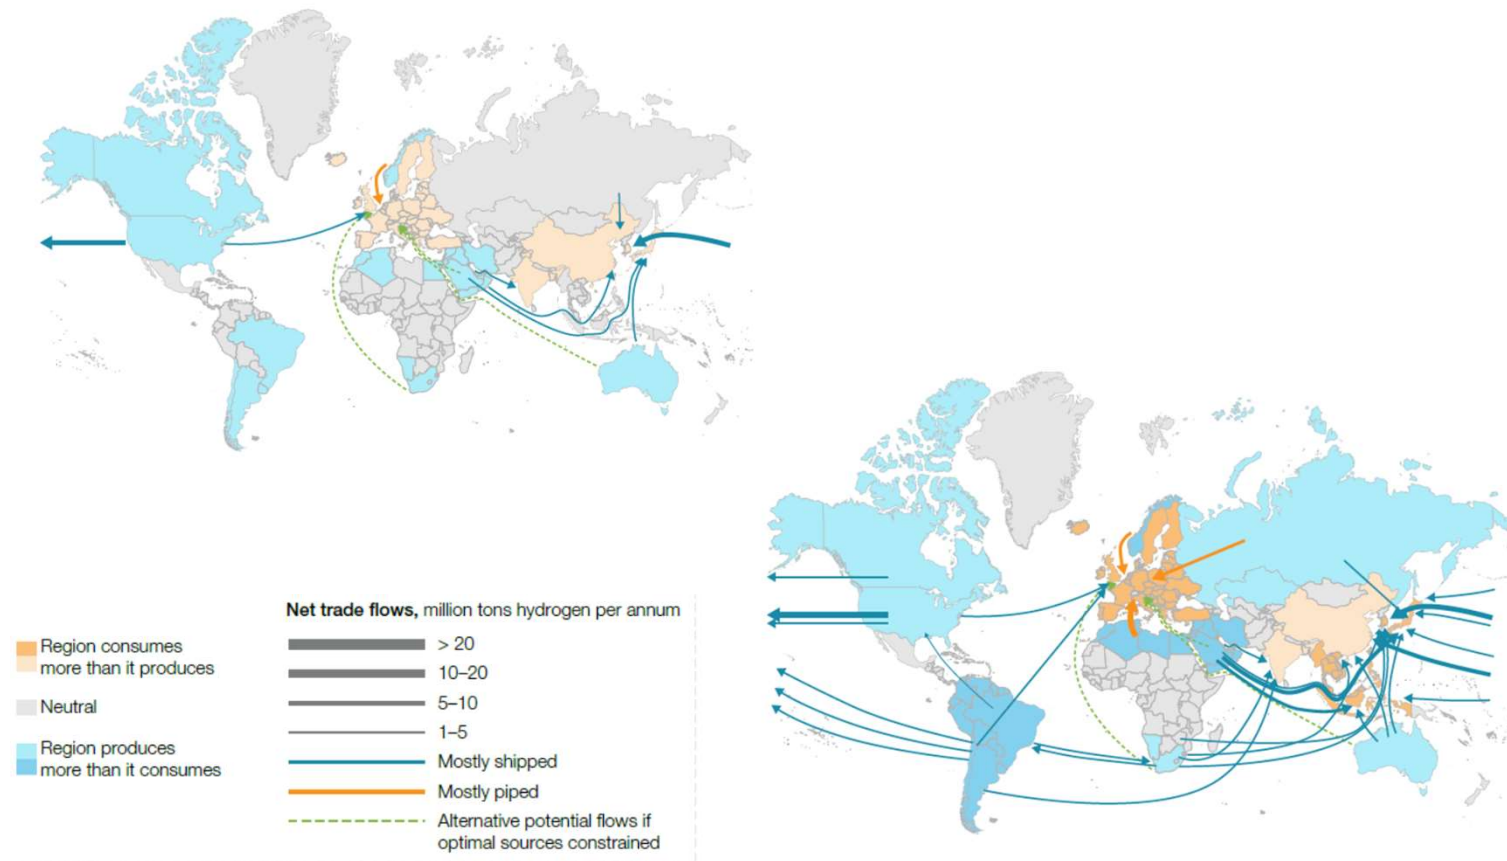 Net trade flows, million tons hydrogen per annum
Region consumes
more than it produces
Neutral
Region produces
more than it consumes
> 20
10–20
5–10
1–5
Mostly shipped
Mostly piped
Alternative potential flows if
optimal sources constrained